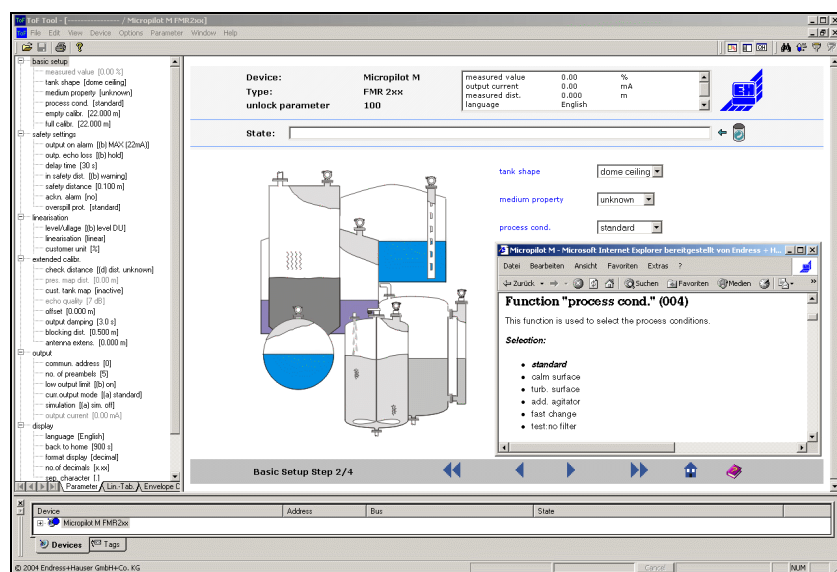 ToF Tool - [---------------- / Micropilot M FMR2xx]
File Edit View Device Options Parameter Window Help
basic setup
measured value [0.00 %]
tank shape [dome ceiling]
medium property [unknown]
process cond. [standard]
empty calibr. [22.000 m]
full calibr. [22.000 m]
safety settings
output on alarm [(b) MAX (22mA)]
outp. echo loss [(b) hold]
delay time [30 s]
in safety dist. [(b) warning]
safety distance [0.100 m]
ackn. alarm [no]
overspill prot. [standard]
linearisation
level/ullage [(b) level DU]
linearisation [linear]
customer unit [%]
extended calibr.
check distance [(d) dist. unknown]
pres. map dist. [0.00 m]
cust. tank map [inactive]
echo quality [7 dB]
offset [0.000 m]
output damping [3.0 s]
blocking dist. [0.500 m]
antenna extens. [0.000 m]
output
commun. address [0]
no. of preambels [5]
low output limit [(b) on]
curr.output mode [(a) standard]
simulation [(a) sim. off]
output current [0.00 mA]
display
language [English]
back to home [900 s]
format display [decimal]
no.of decimals [x.xx]
sep. character [.]
Parameter Lin.-Tab. Envelope C
Device: Micropilot M
Type: FMR 2xx
unlock parameter 100
measured value 0.00 %
output current 0.00 mA
measured dist. 0.000 m
language English
EH
State:
tank shape dome ceiling
medium property unknown
process cond. standard
Micropilot M - Microsoft Internet Explorer bereitgestellt von Endress + H...
Datei Bearbeiten Ansicht Favoriten Extras ?
Zurück Suchen Favoriten Medien
Function "process cond." (004)
This function is used to select the process conditions.
Selection:
• standard
• calm surface
• turb. surface
• add. agitator
• fast change
• test:no filter
Basic Setup Step 2/4
Device Address Bus State
Micropilot M FMR2xx
Devices Tags
© 2004 Endress+Hauser GmbH+Co. KG Cancel NUM